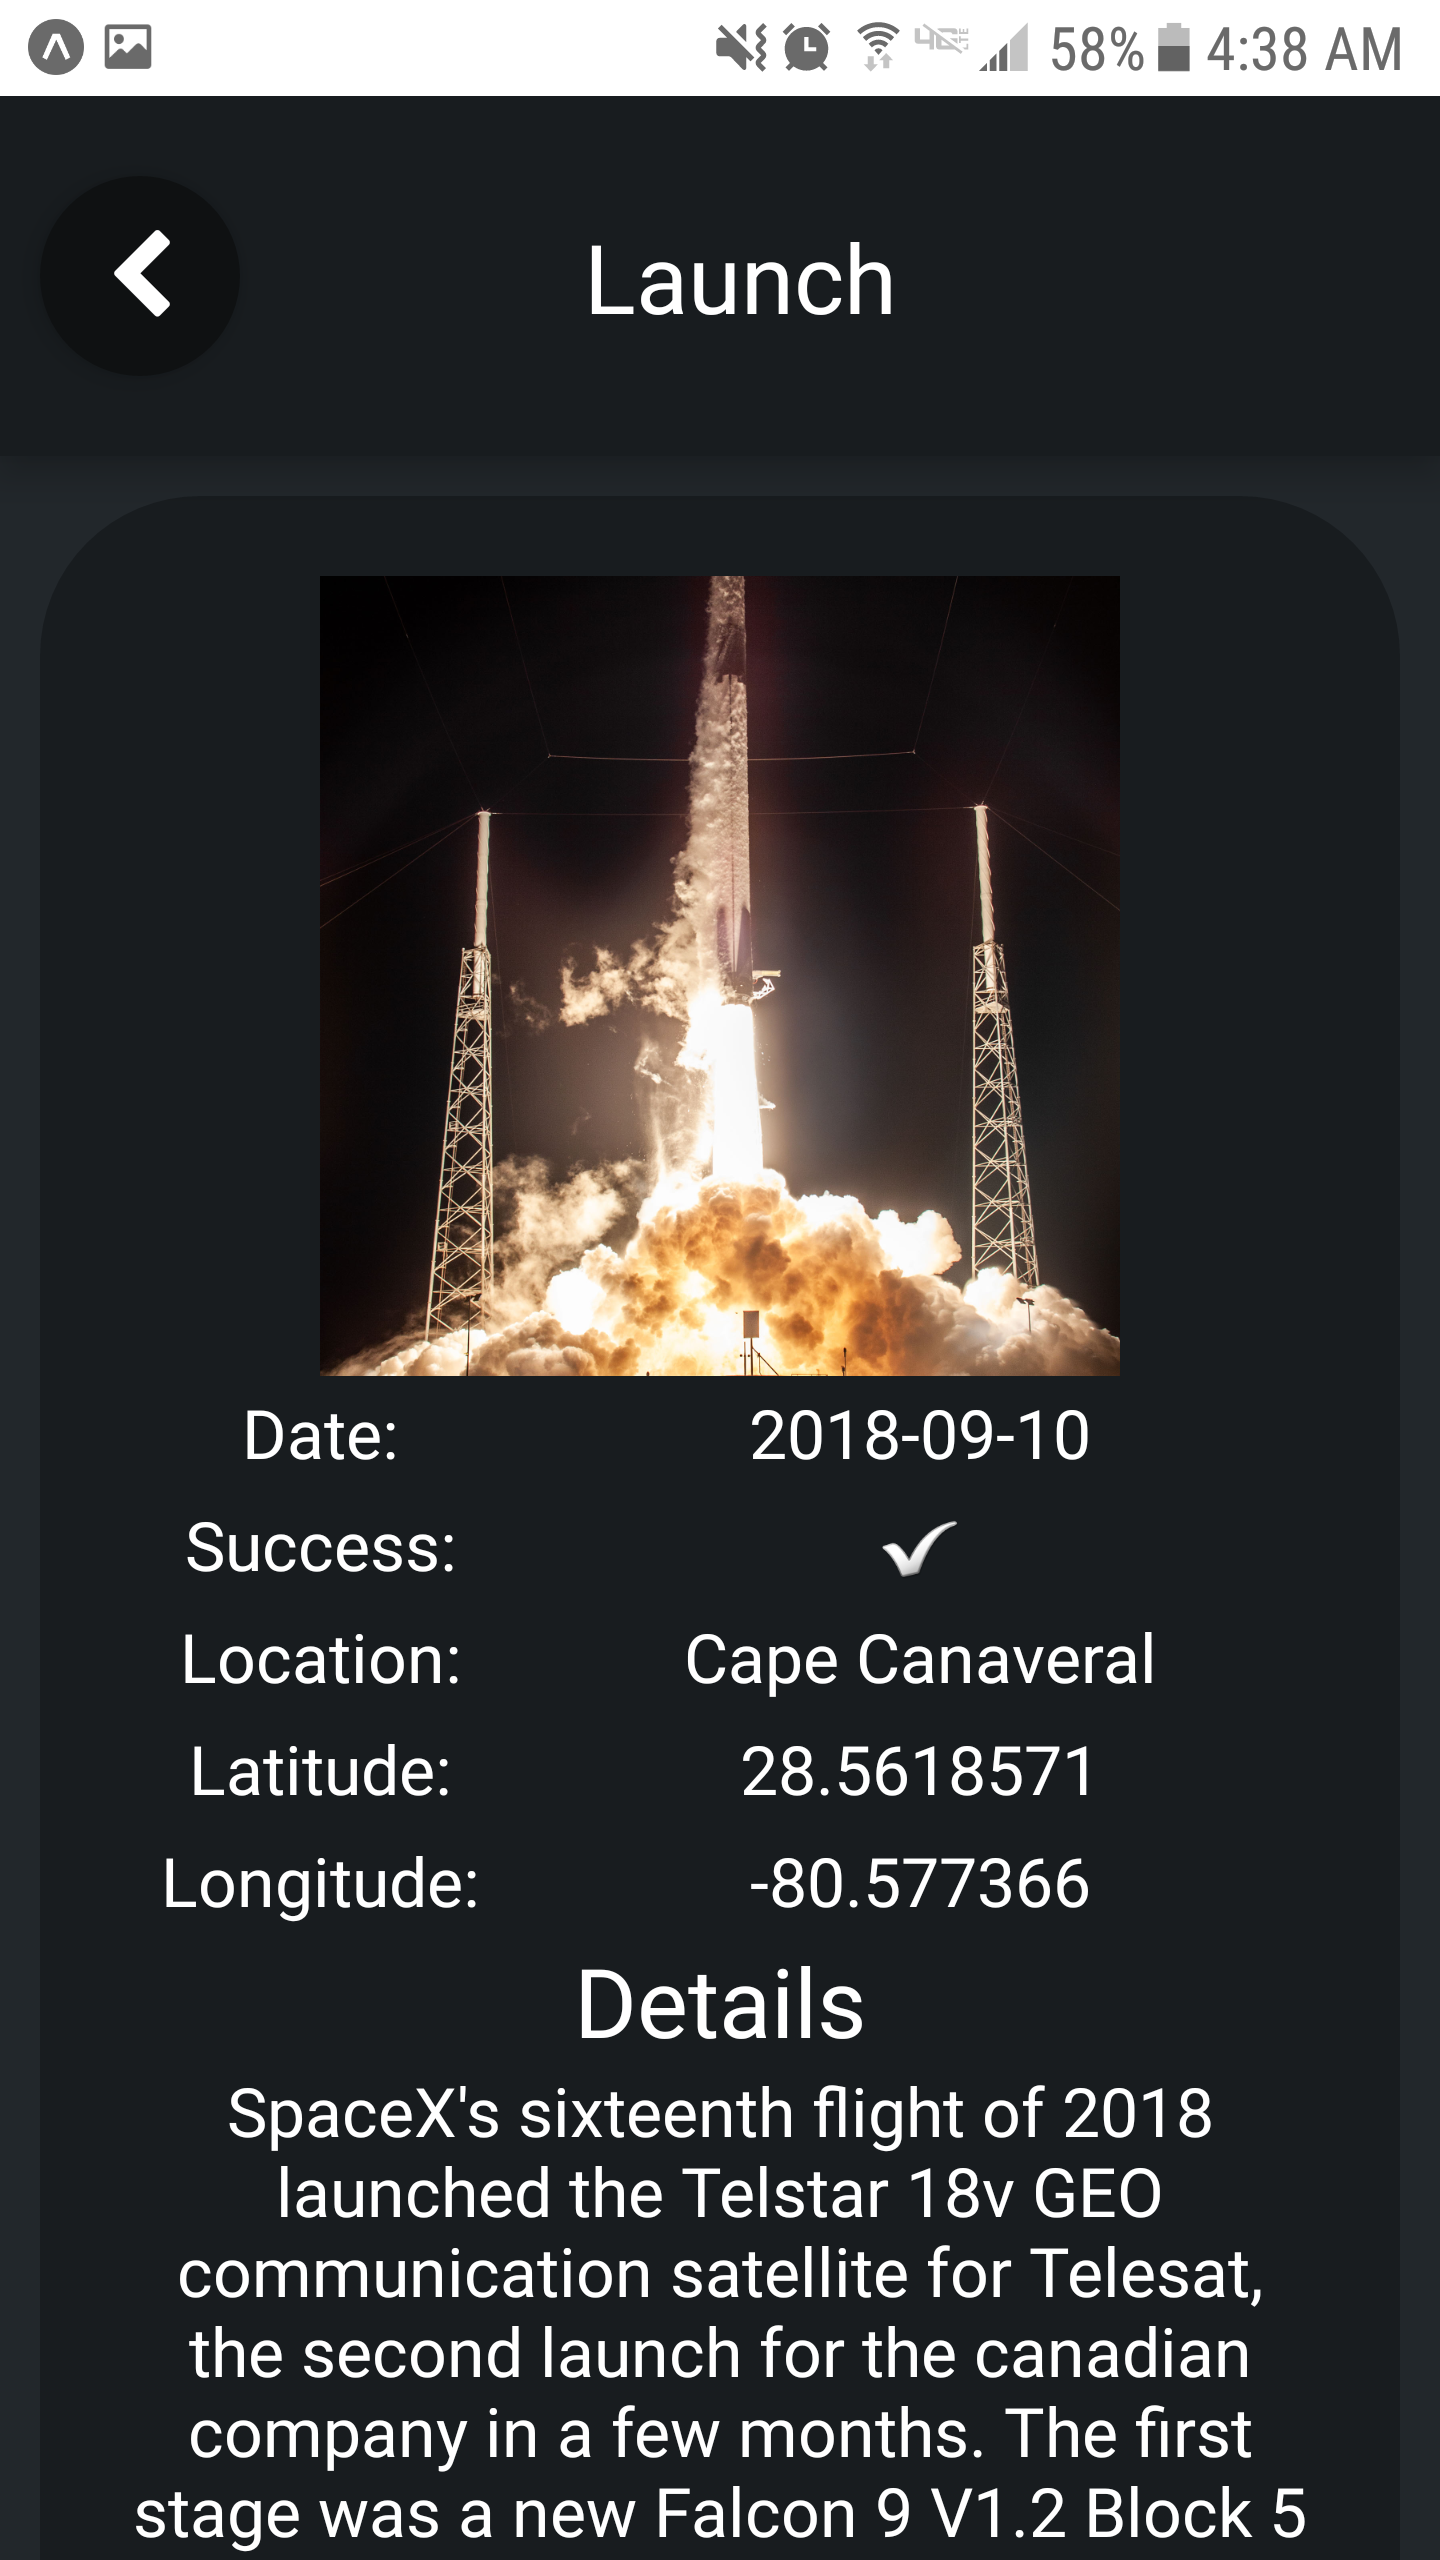 58% 4:38 AM
Launch
Date: 2018-09-10
Success: ✓
Location: Cape Canaveral
Latitude: 28.5618571
Longitude: -80.577366
Details
SpaceX's sixteenth flight of 2018
launched the Telstar 18v GEO
communication satellite for Telesat,
the second launch for the canadian
company in a few months. The first
stage was a new Falcon 9 V1.2 Block 5